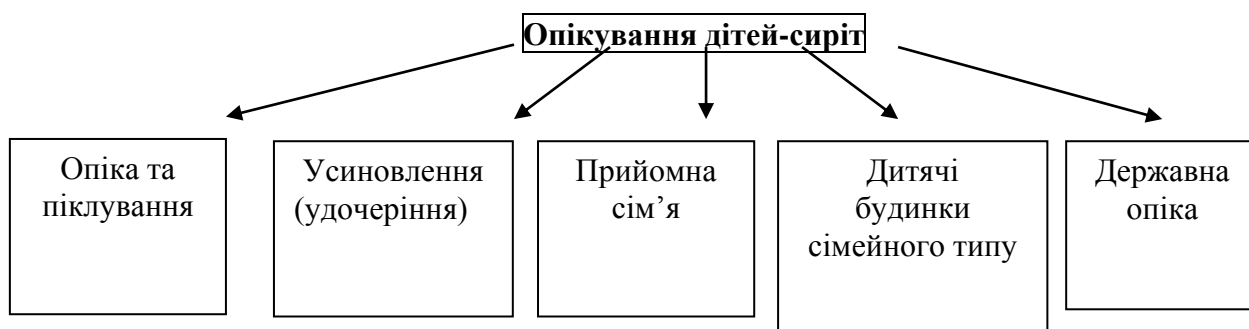 Опікування дітей-сиріт
Опіка та
піклування
Усиновлення
(удочеріння)
Прийомна
сім’я
Дитячі
будинки
сімейного типу
Державна
опіка